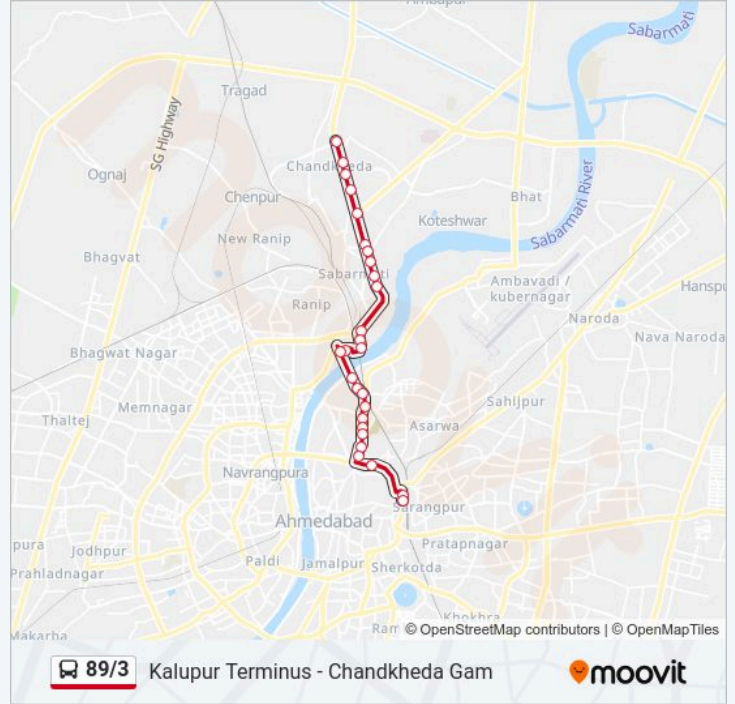 Ambapur
Sabarmati
Tragad
SG Highway
Chandkheda
Ognaj
Sabarmati River
Chenpur
Bhat
Koteshwar
New Ranip
Bhagvat
Sabarmati
Ambavadi /
kubernagar
Hanspu
Ranip
Naroda
Nava Naroda
Bhagwat Nagar
Memnagar
Sahijpur
Thaltej
Asarwa
Navrangpura
Sarangpur
Ahmedabad
Pratapnagar
pura
Jodhpur
Paldi
Jamalpur
Sherkotda
Prahladnagar
Khokhra
Makarba
Ram
© OpenStreetMap contributors | © OpenMapTiles
89/3 Kalupur Terminus - Chandkheda Gam
moovit